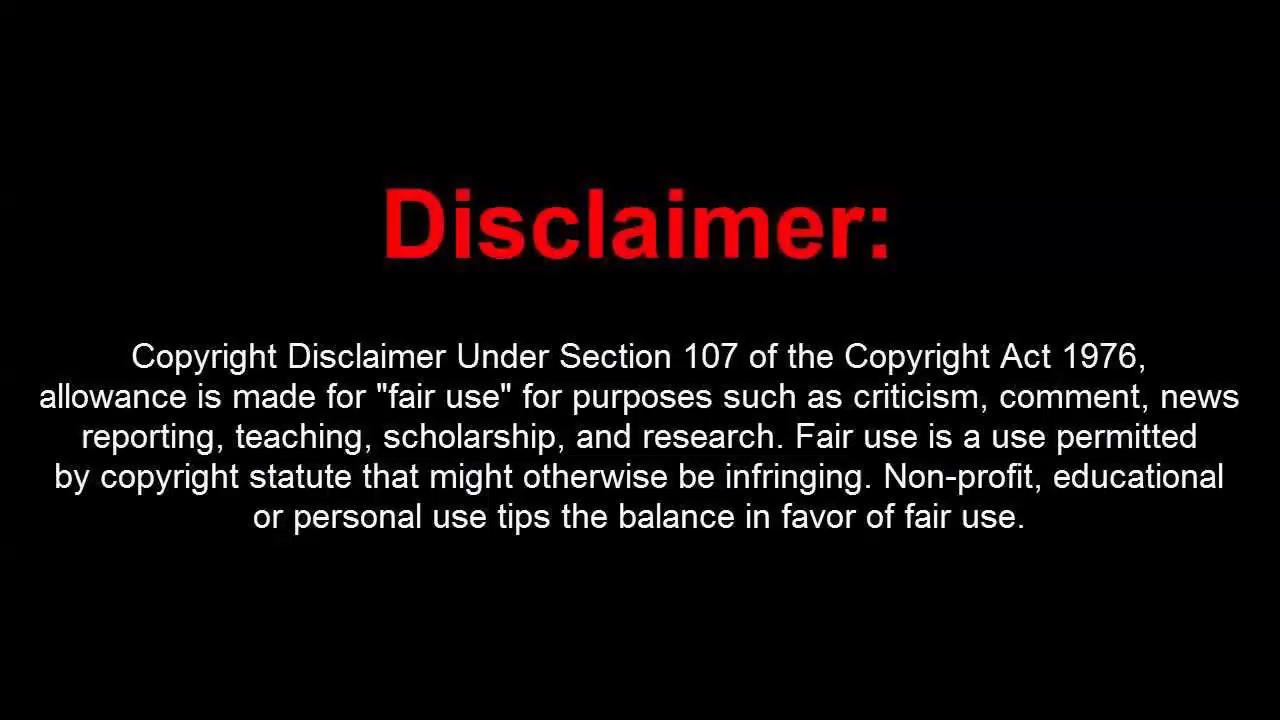 Disclaimer:
Copyright Disclaimer Under Section 107 of the Copyright Act 1976,
allowance is made for "fair use" for purposes such as criticism, comment, news
reporting, teaching, scholarship, and research. Fair use is a use permitted
by copyright statute that might otherwise be infringing. Non-profit, educational
or personal use tips the balance in favor of fair use.